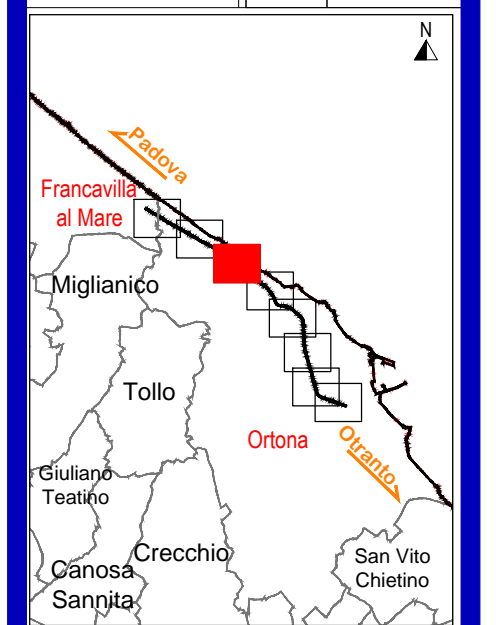 N
Padova
Francavilla
al Mare
Miglianico
Tollo
Ortona
Otranto
Giuliano
Teatino
Crecchio
San Vito
Chietino
Canosa
Sannita